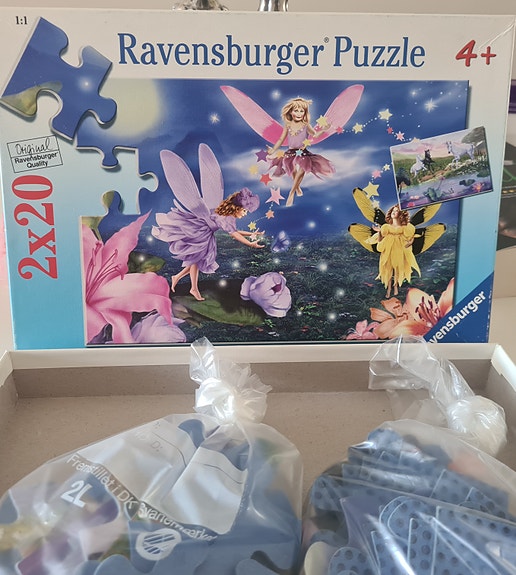 1:1
Ravensburger® Puzzle
4+
Original
Ravensburger
Quality
2x20
Ravensburger
2L